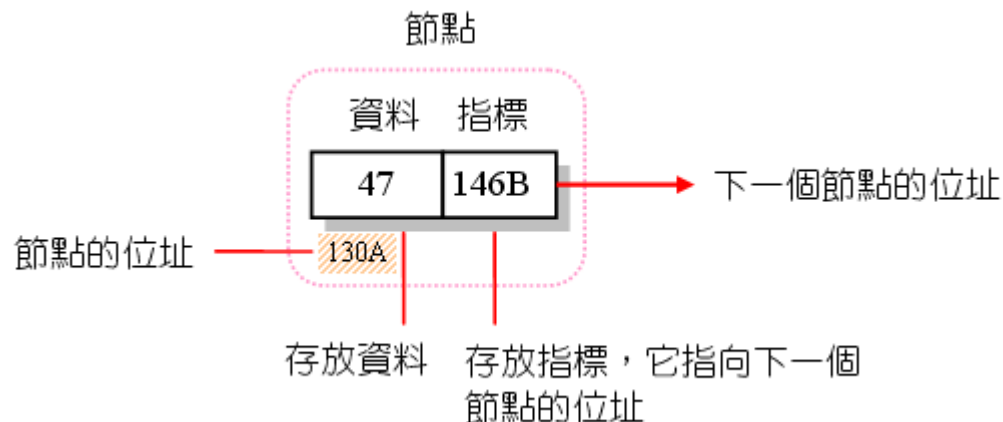 節點
資料 指標
47 146B
下一個節點的位址
節點的位址
130A
存放資料
存放指標，它指向下一個
節點的位址